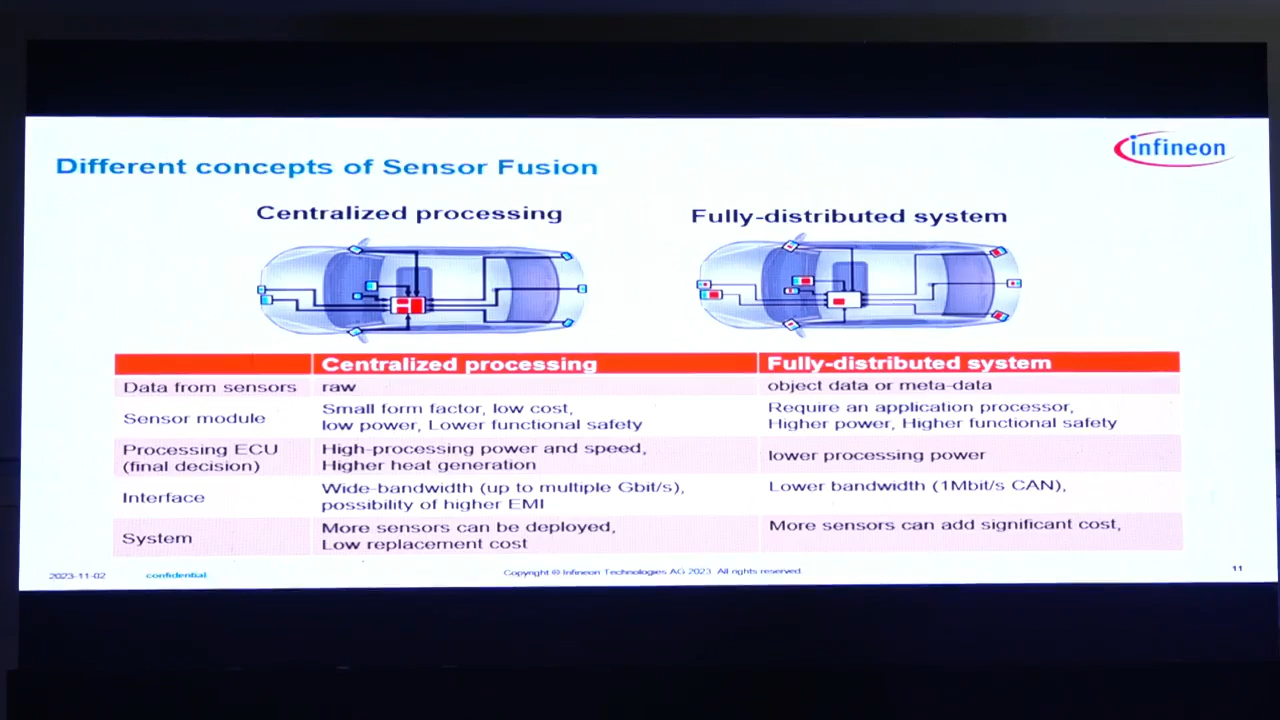 infineon
Different concepts of Sensor Fusion
Centralized processing
Fully-distributed system
Centralized processing Fully-distributed system
Data from sensors raw object data or meta-data
Sensor module Small form factor, low cost, Require an application processor,
low power, Lower functional safety Higher power, Higher functional safety
Processing ECU High-processing power and speed, lower processing power
(final decision) Higher heat generation
Interface Wide-bandwidth (up to multiple Gbit/s), Lower bandwidth (1Mbit/s CAN),
possibility of higher EMI
System More sensors can be deployed, More sensors can add significant cost,
Low replacement cost
2023-11-02 confidential Copyright © Infineon Technologies AG 2023. All rights reserved. 11